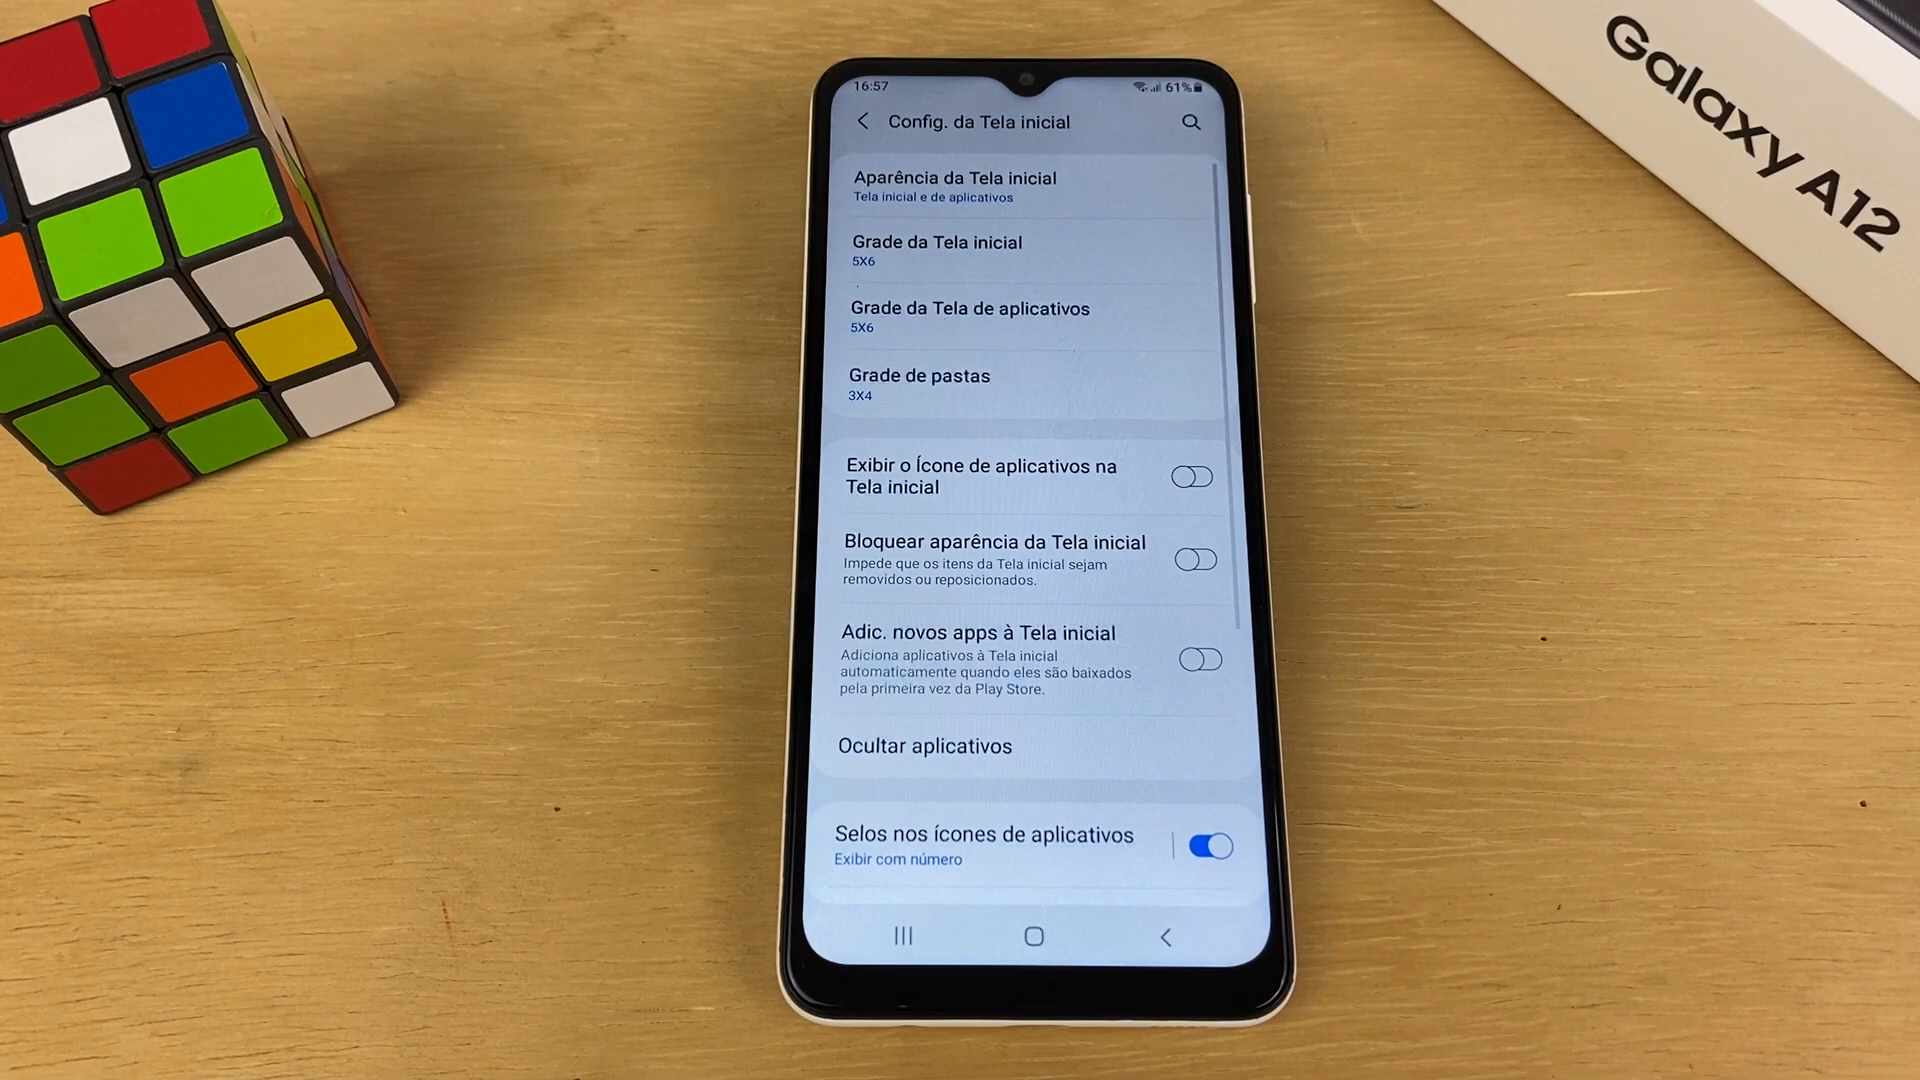 Galaxy A12
16:57
61%
Config. da Tela inicial
Aparência da Tela inicial
Tela inicial e de aplicativos
Grade da Tela inicial
5X6
Grade da Tela de aplicativos
5X6
Grade de pastas
3X4
Exibir o Ícone de aplicativos na
Tela inicial
Bloquear aparência da Tela inicial
Impede que os itens da Tela inicial sejam
removidos ou reposicionados.
Adic. novos apps à Tela inicial
Adiciona aplicativos à Tela inicial
automaticamente quando eles são baixados
pela primeira vez da Play Store.
Ocultar aplicativos
Selos nos ícones de aplicativos
Exibir com número